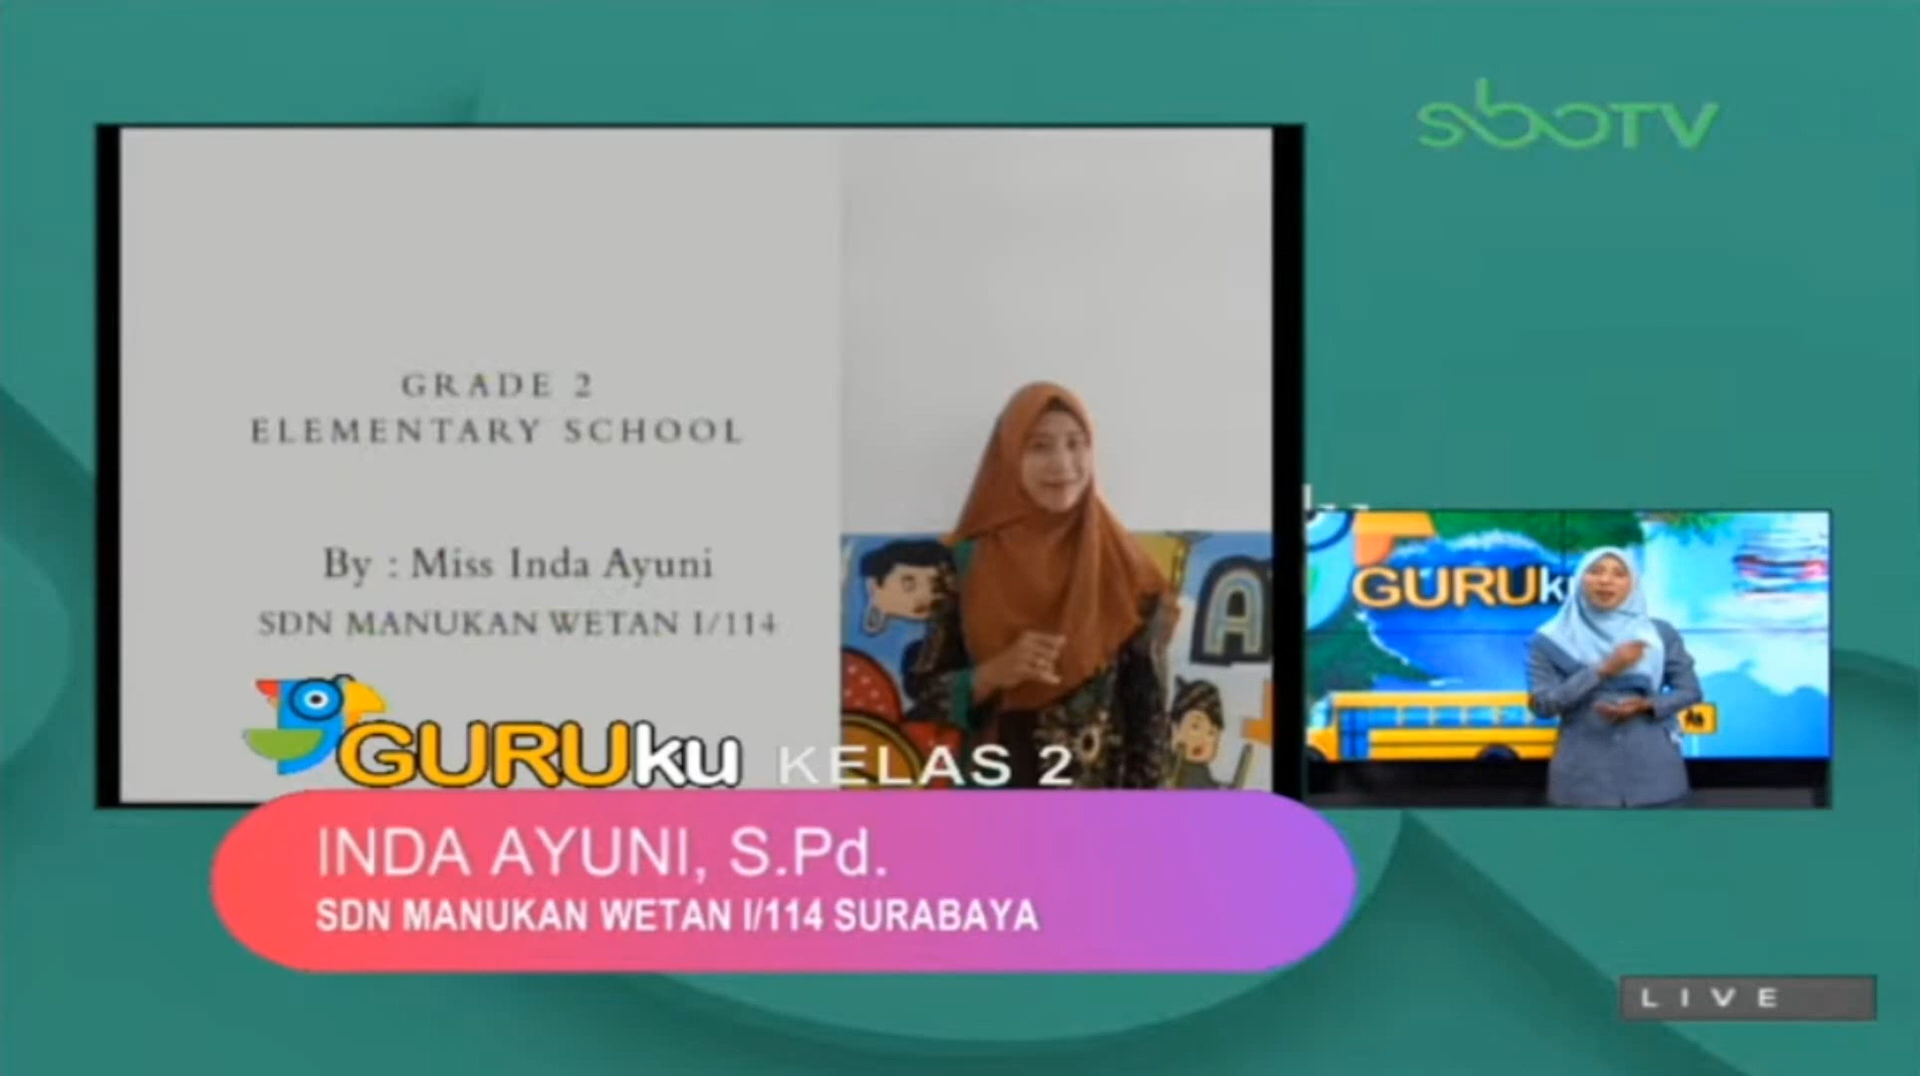 sboTV
GRADE 2
ELEMENTARY SCHOOL
By : Miss Inda Ayuni
SDN MANUKAN WETAN I/114
GURUku KELAS 2
INDA AYUNI, S.Pd.
SDN MANUKAN WETAN I/114 SURABAYA
GURUk
A
LIVE